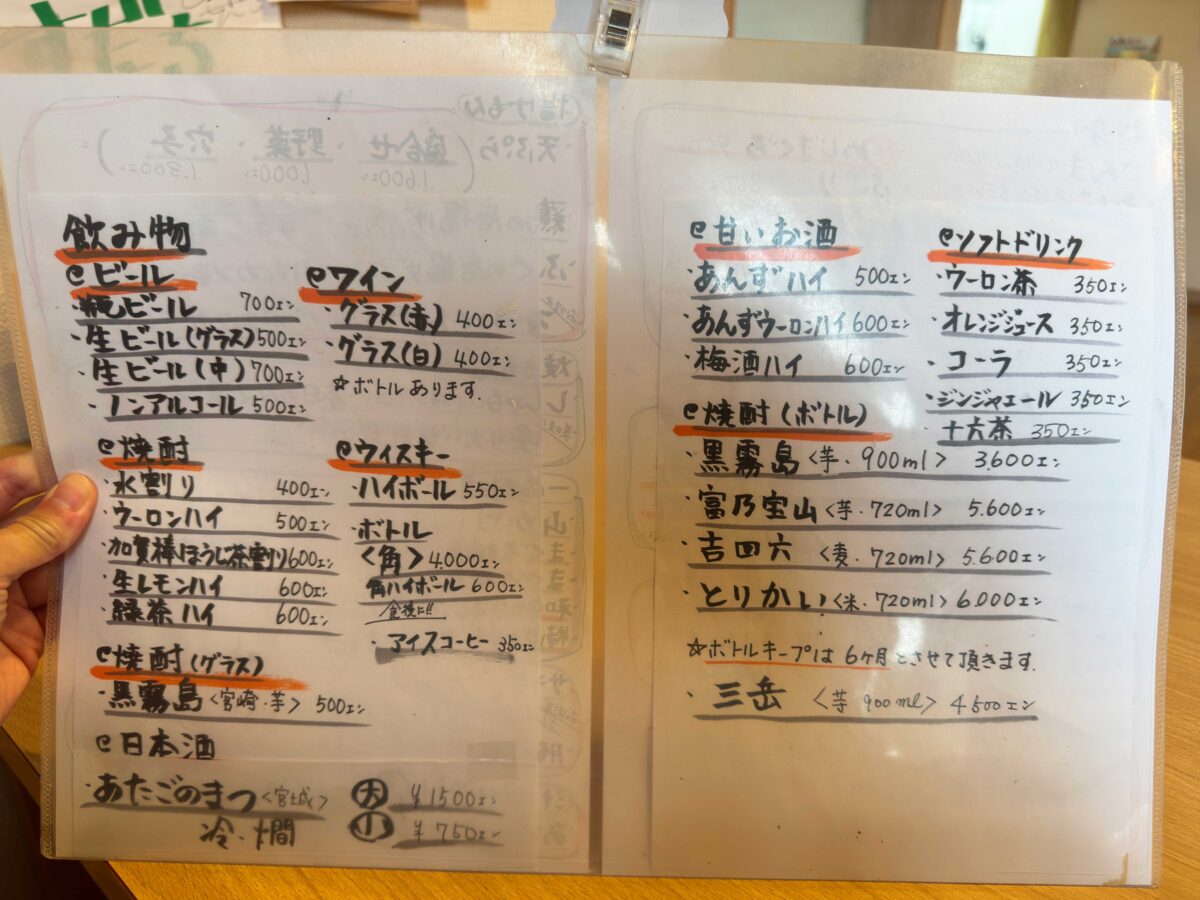 飲み物
ビール
・瓶ビール 700エン
・生ビール(グラス) 500エン
・生ビール(中) 700エン
・ノンアルコール 500エン
焼酎
・水割り 400エン
・ウーロンハイ 500エン
・加賀棒ほうじ茶割り 600エン
・生レモンハイ 600エン
・緑茶ハイ 600エン
焼酎(グラス)
・黒霧島<宮崎・芋> 500エン
日本酒
・あたごのまつ<宮城> 大 ¥1500エン
冷・燗 小 ¥750エン
ワイン
・グラス(赤) 400エン
・グラス(白) 400エン
☆ボトルあります.
ウィスキー
・ハイボール 550エン
・ボトル
<角> 4.000エン
角ハイボール 600エン
食後に!!
・アイスコーヒー 350エン
甘いお酒
・あんずハイ 500エン
・あんずウーロンハイ 600エン
・梅酒ハイ 600エン
焼酎(ボトル)
・黒霧島<芋・900ml> 3.600エン
・富乃宝山<芋・720ml> 5.600エン
・吉四六<麦・720ml> 5.600エン
・とりかい<米・720ml> 6.000エン
☆ボトルキープは6ヶ月とさせて頂きます.
・三岳<芋 900ml> 4500エン
ソフトドリンク
・ウーロン茶 350エン
・オレンジジュース 350エン
・コーラ 350エン
・ジンジャエール 350エン
・十六茶 350エン